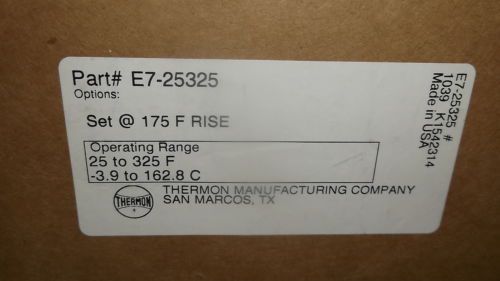 Part# E7-25325
Options:
Set @ 175 F RISE
Operating Range
25 to 325 F
-3.9 to 162.8 C
THERMON
THERMON MANUFACTURING COMPANY
SAN MARCOS, TX
E7-25325 #
1039 K1542314
Made in USA